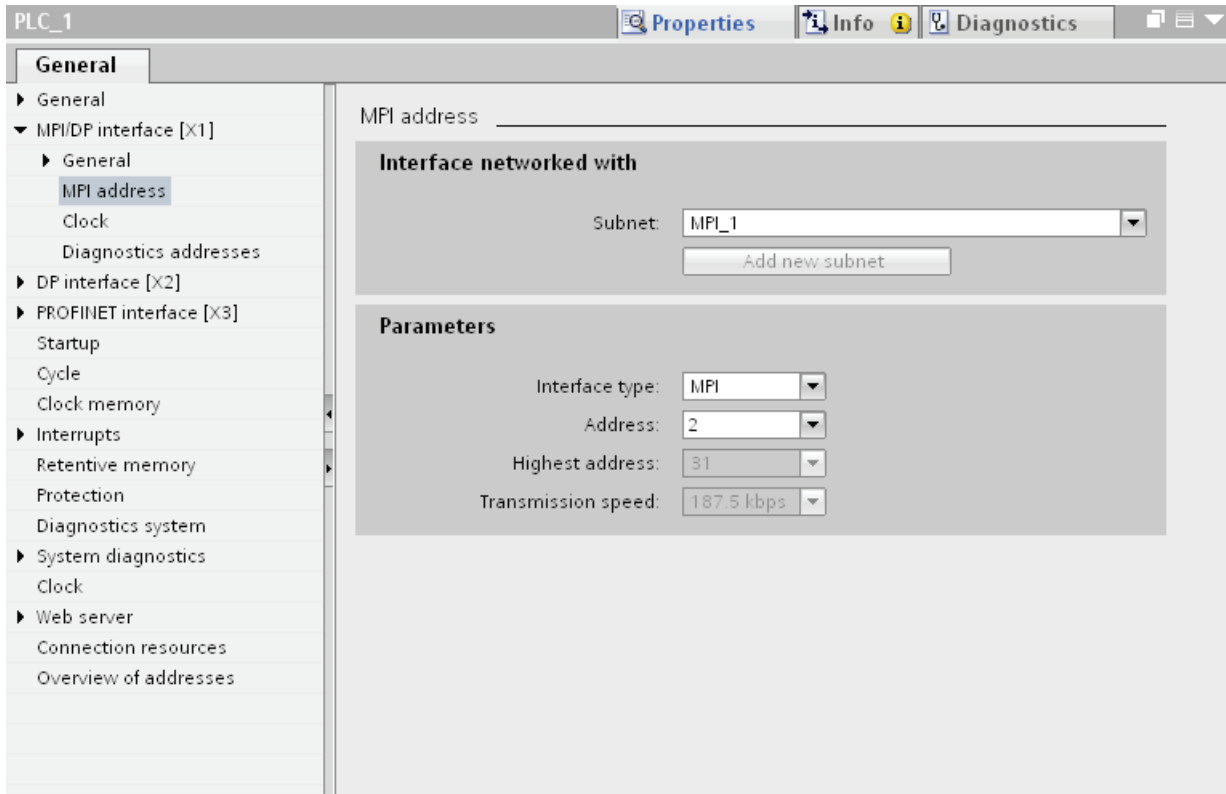 PLC_1
Properties
Info
Diagnostics
General
General
MPI/DP interface [X1]
General
MPI address
Clock
Diagnostics addresses
DP interface [X2]
PROFINET interface [X3]
Startup
Cycle
Clock memory
Interrupts
Retentive memory
Protection
Diagnostics system
System diagnostics
Clock
Web server
Connection resources
Overview of addresses
MPI address
Interface networked with
Subnet: MPI_1
Add new subnet
Parameters
Interface type: MPI
Address: 2
Highest address: 31
Transmission speed: 187.5 kbps